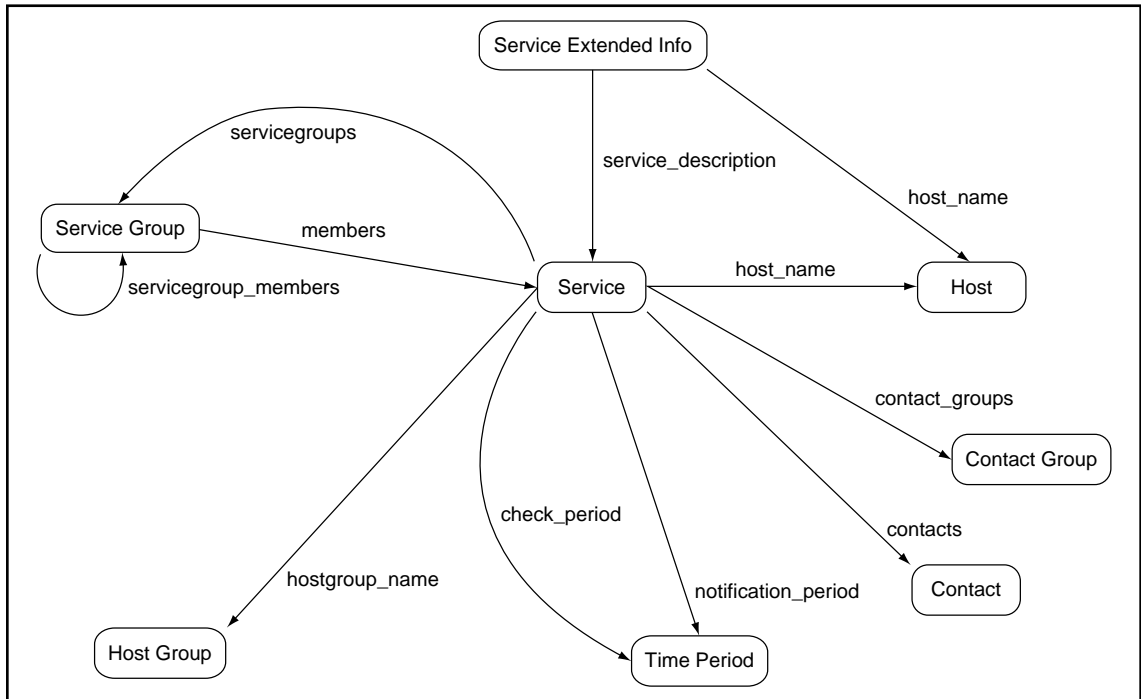 Service Extended Info
servicegroups
service_description
host_name
Service Group
members
host_name
servicegroup_members
Service
Host
contact_groups
Contact Group
check_period
contacts
hostgroup_name
notification_period
Contact
Host Group
Time Period